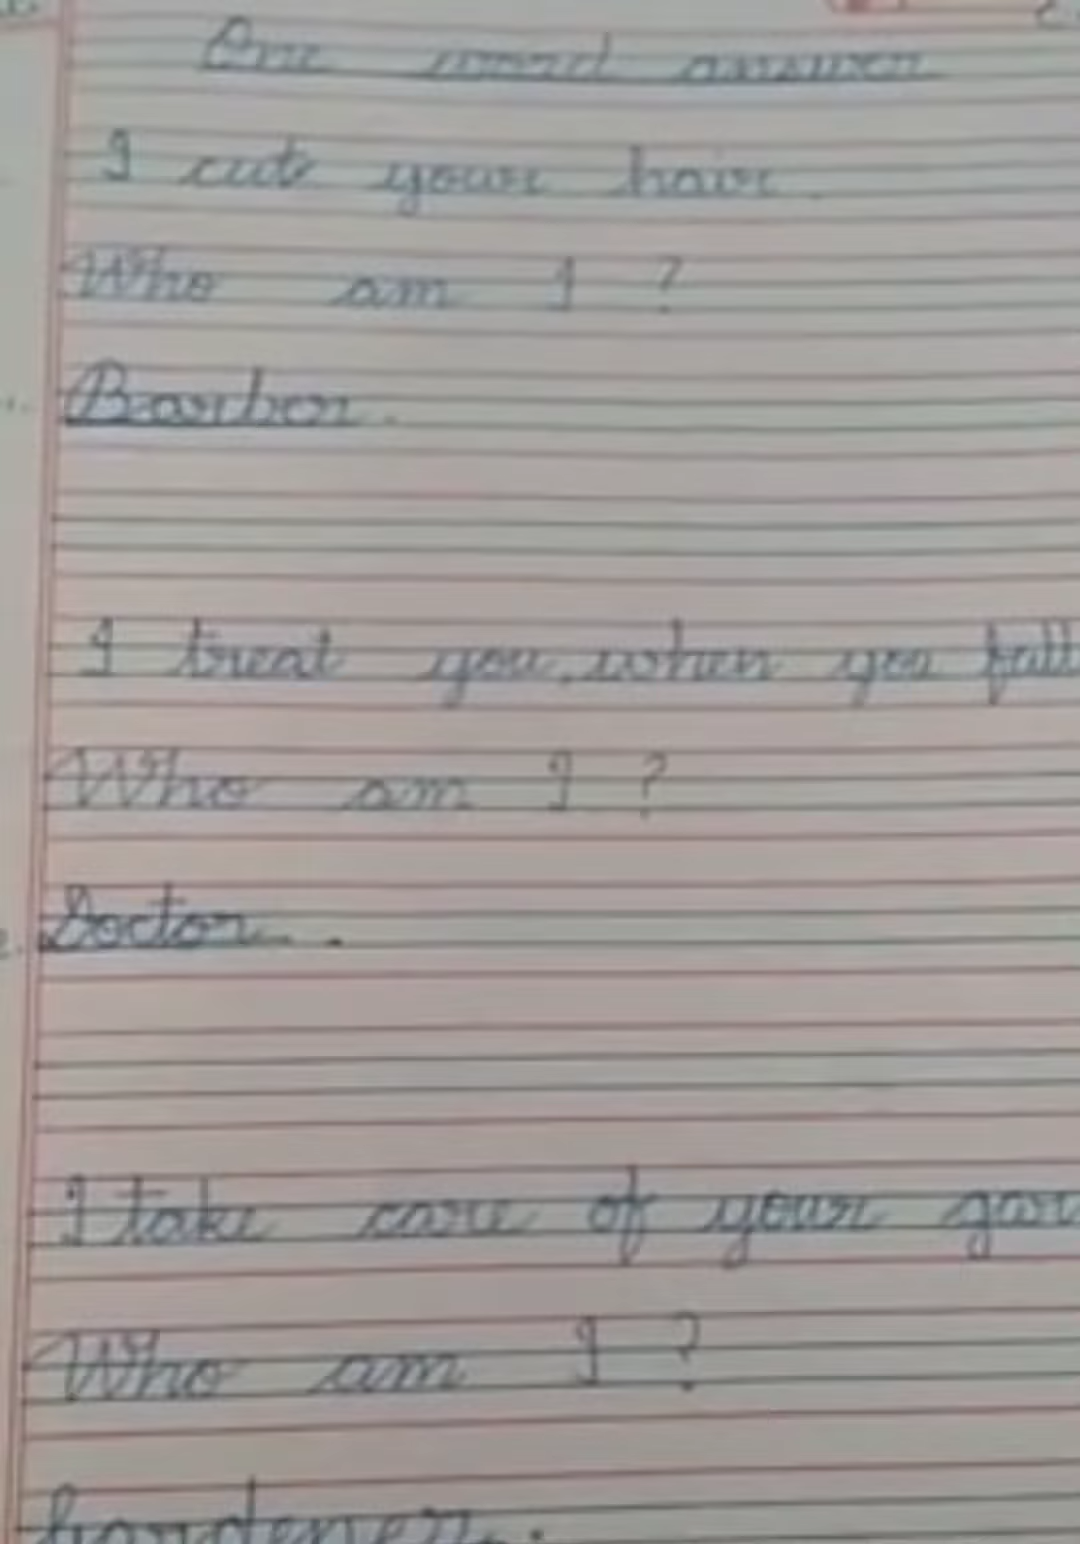 One word answer
I cut your hair.
Who am I ?
Barber.
I treat you, when you fall
Who am I ?
Doctor.
I take care of your gar
Who am I ?
Gardener.